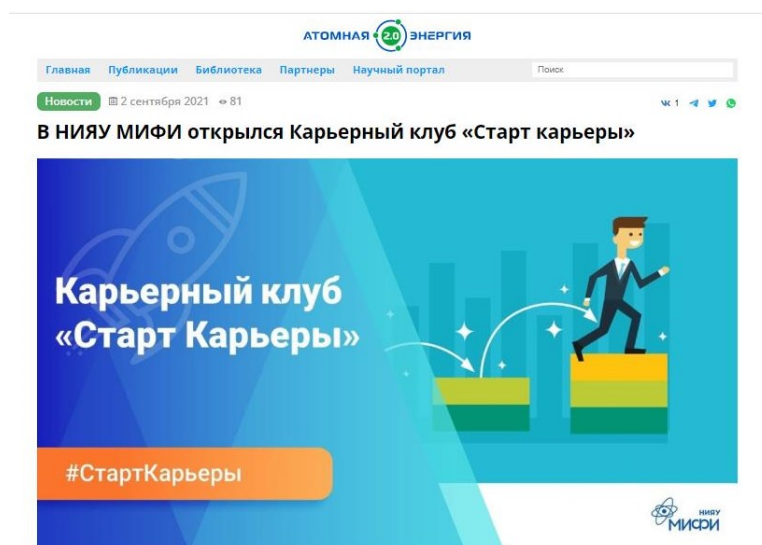 АТОМНАЯ 2.0 ЭНЕРГИЯ
Главная Публикации Библиотека Партнеры Научный портал Поиск
Новости 2 сентября 2021 81 1
В НИЯУ МИФИ открылся Карьерный клуб «Старт карьеры»
Карьерный клуб
«Старт Карьеры»
#СтартКарьеры
НИЯУ
МИФИ